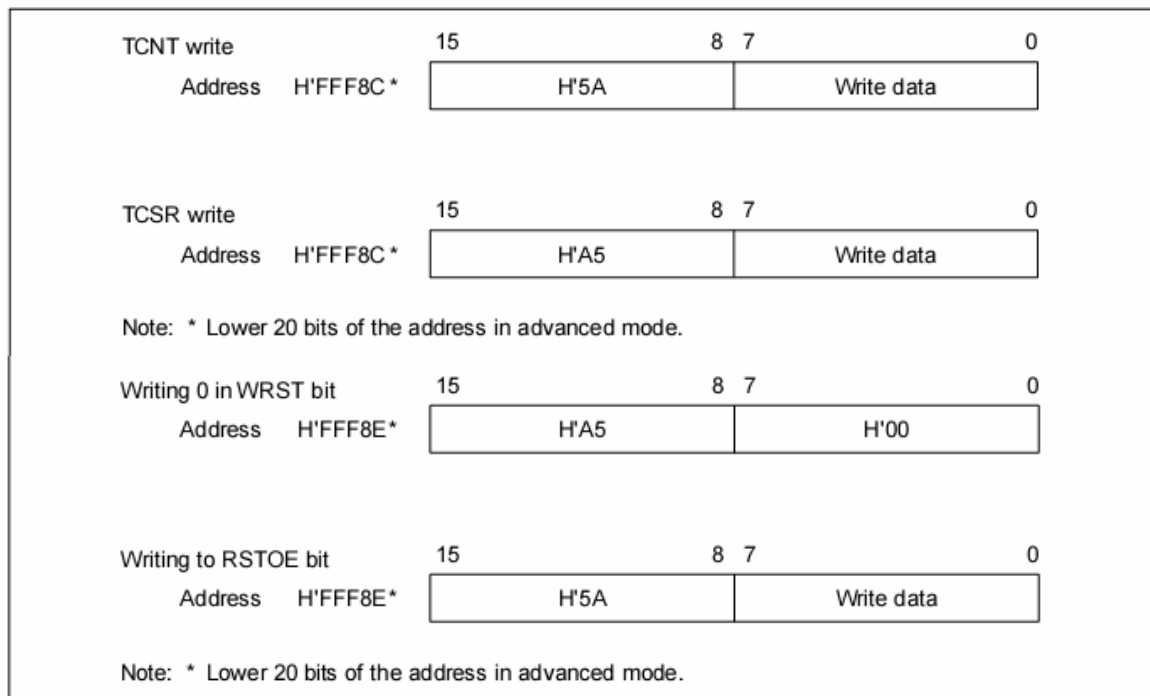 TCNT write 15 8 7 0
Address H'FFF8C * H'5A Write data
TCSR write 15 8 7 0
Address H'FFF8C * H'A5 Write data
Note: * Lower 20 bits of the address in advanced mode.
Writing 0 in WRST bit 15 8 7 0
Address H'FFF8E* H'A5 H'00
Writing to RSTOE bit 15 8 7 0
Address H'FFF8E* H'5A Write data
Note: * Lower 20 bits of the address in advanced mode.